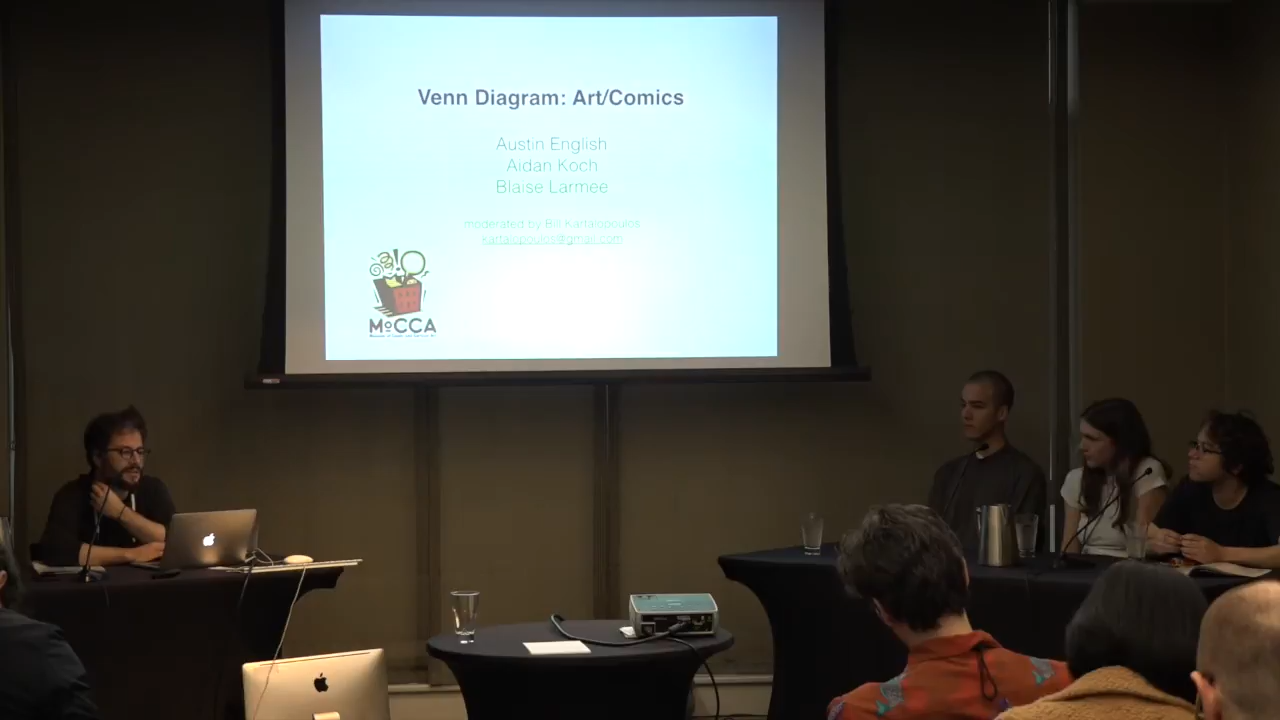 Venn Diagram: Art/Comics
Austin English
Aidan Koch
Blaise Larmee
moderated by Bill Kartalopoulos
kartalopoulos@gmail.com
MoCCA